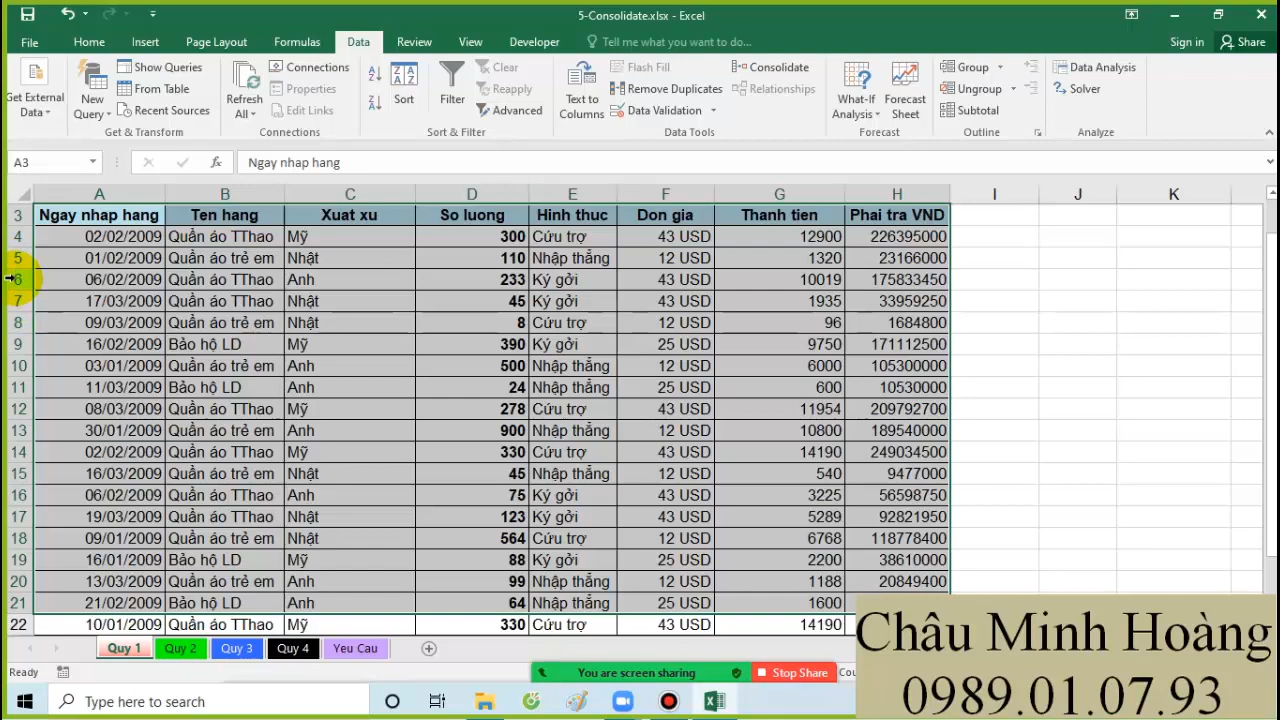 5-Consolidate.xlsx - Excel
File Home Insert Page Layout Formulas Data Review View Developer Tell me what you want to do... Sign in Share
Get External Data
New Query
Show Queries
From Table
Recent Sources
Get & Transform
Refresh All
Connections
Properties
Edit Links
Connections
Sort
Filter
Clear
Reapply
Advanced
Sort & Filter
Text to Columns
Flash Fill
Remove Duplicates
Data Validation
Consolidate
Relationships
Data Tools
What-If Analysis
Forecast Sheet
Forecast
Group
Ungroup
Subtotal
Outline
Data Analysis
Solver
Analyze
A3 fx Ngay nhap hang
A B C D E F G H I J K
3 Ngay nhap hang Ten hang Xuat xu So luong Hinh thuc Don gia Thanh tien Phai tra VND
4 02/02/2009 Quần áo TThao Mỹ 300 Cứu trợ 43 USD 12900 226395000
5 01/02/2009 Quần áo trẻ em Nhật 110 Nhập thẳng 12 USD 1320 23166000
6 06/02/2009 Quần áo TThao Anh 233 Ký gởi 43 USD 10019 175833450
7 17/03/2009 Quần áo TThao Nhật 45 Ký gởi 43 USD 1935 33959250
8 09/03/2009 Quần áo trẻ em Nhật 8 Cứu trợ 12 USD 96 1684800
9 16/02/2009 Bảo hộ LD Mỹ 390 Ký gởi 25 USD 9750 171112500
10 03/01/2009 Quần áo trẻ em Anh 500 Nhập thẳng 12 USD 6000 105300000
11 11/03/2009 Bảo hộ LD Anh 24 Nhập thẳng 25 USD 600 10530000
12 08/03/2009 Quần áo TThao Mỹ 278 Cứu trợ 43 USD 11954 209792700
13 30/01/2009 Quần áo trẻ em Anh 900 Nhập thẳng 12 USD 10800 189540000
14 02/02/2009 Quần áo TThao Mỹ 330 Cứu trợ 43 USD 14190 249034500
15 16/03/2009 Quần áo trẻ em Nhật 45 Nhập thẳng 12 USD 540 9477000
16 06/02/2009 Quần áo TThao Anh 75 Ký gởi 43 USD 3225 56598750
17 19/03/2009 Quần áo TThao Nhật 123 Ký gởi 43 USD 5289 92821950
18 09/01/2009 Quần áo trẻ em Nhật 564 Cứu trợ 12 USD 6768 118778400
19 16/01/2009 Bảo hộ LD Mỹ 88 Ký gởi 25 USD 2200 38610000
20 13/03/2009 Quần áo trẻ em Anh 99 Nhập thẳng 12 USD 1188 20849400
21 21/02/2009 Bảo hộ LD Anh 64 Nhập thẳng 25 USD 1600
22 10/01/2009 Quần áo TThao Mỹ 330 Cứu trợ 43 USD 14190
Quy 1 Quy 2 Quy 3 Quy 4 Yeu Cau
Ready You are screen sharing Stop Share
Type here to search
Châu Minh Hoàng
0989.01.07.93